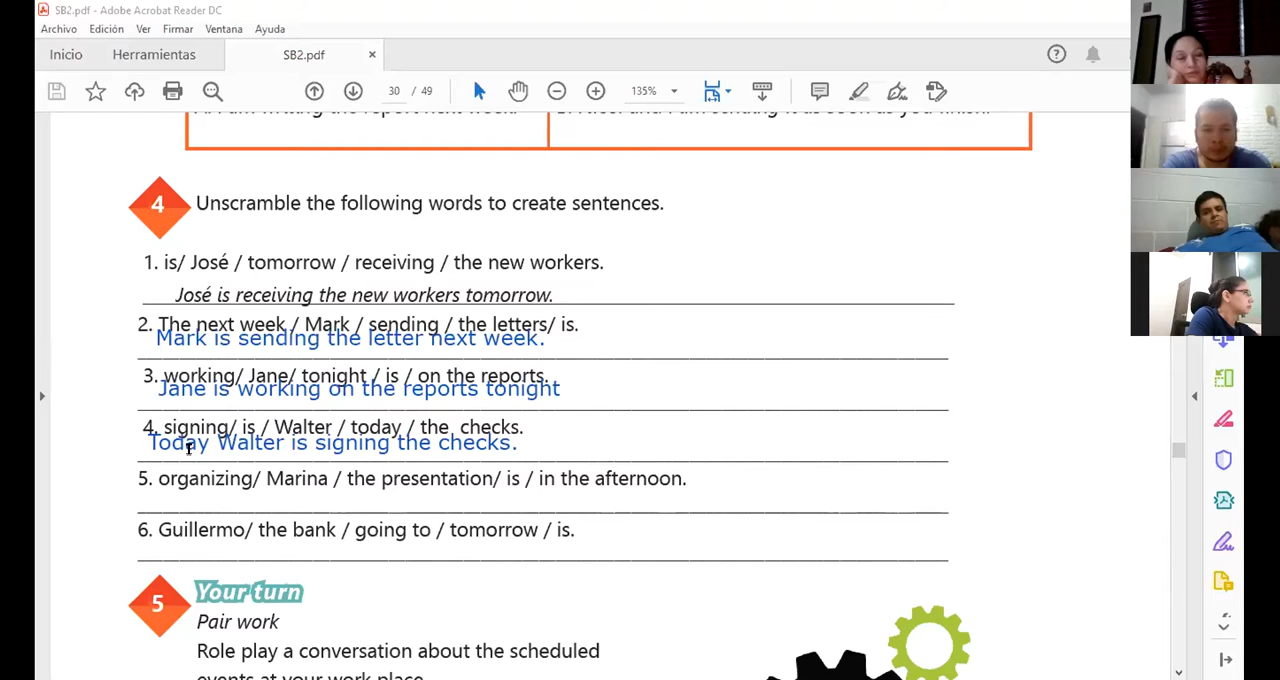 SB2.pdf - Adobe Acrobat Reader DC
Archivo Edición Ver Firmar Ventana Ayuda
Inicio Herramientas SB2.pdf ×
30 / 49 135%
4 Unscramble the following words to create sentences.
1. is/ José / tomorrow / receiving / the new workers.
José is receiving the new workers tomorrow.
2. The next week / Mark / sending / the letters/ is.
Mark is sending the letter next week.
3. working/ Jane/ tonight / is / on the reports.
Jane is working on the reports tonight
4. signing/ is / Walter / today / the checks.
Today Walter is signing the checks.
5. organizing/ Marina / the presentation/ is / in the afternoon.
6. Guillermo/ the bank / going to / tomorrow / is.
5 Your turn
Pair work
Role play a conversation about the scheduled
events at your work place